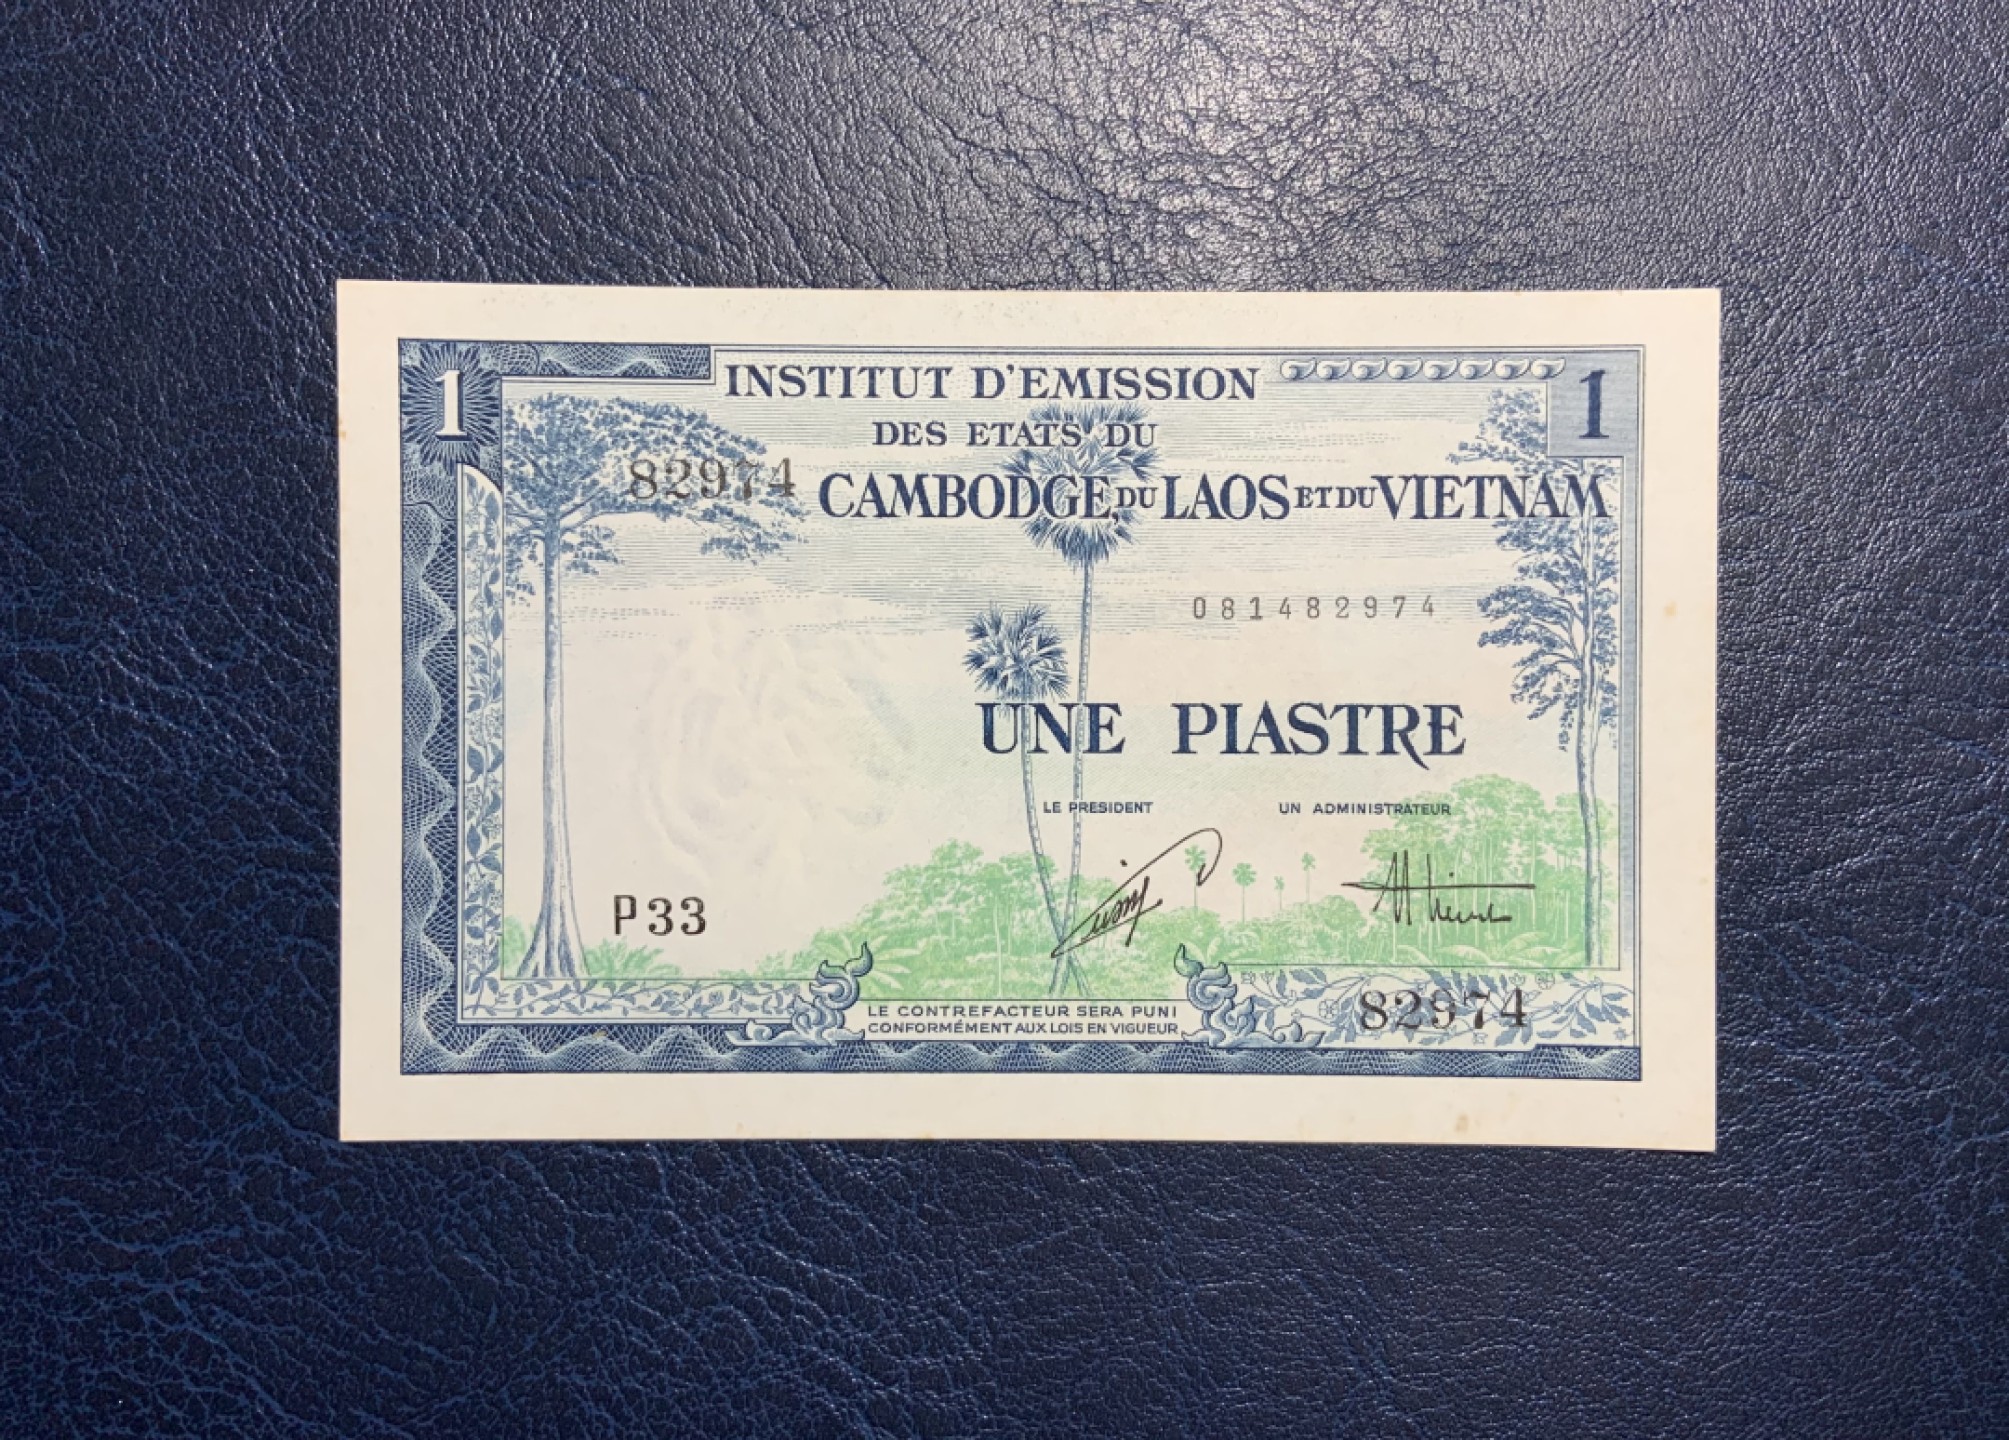 1
INSTITUT D'EMISSION
1
DES ETATS DU
82974
CAMBODGE, DU LAOS ET DU VIETNAM
081482974
UNE PIASTRE
LE PRESIDENT
UN ADMINISTRATEUR
P33
LE CONTREFACTEUR SERA PUNI
CONFORMÉMENT AUX LOIS EN VIGUEUR
82974